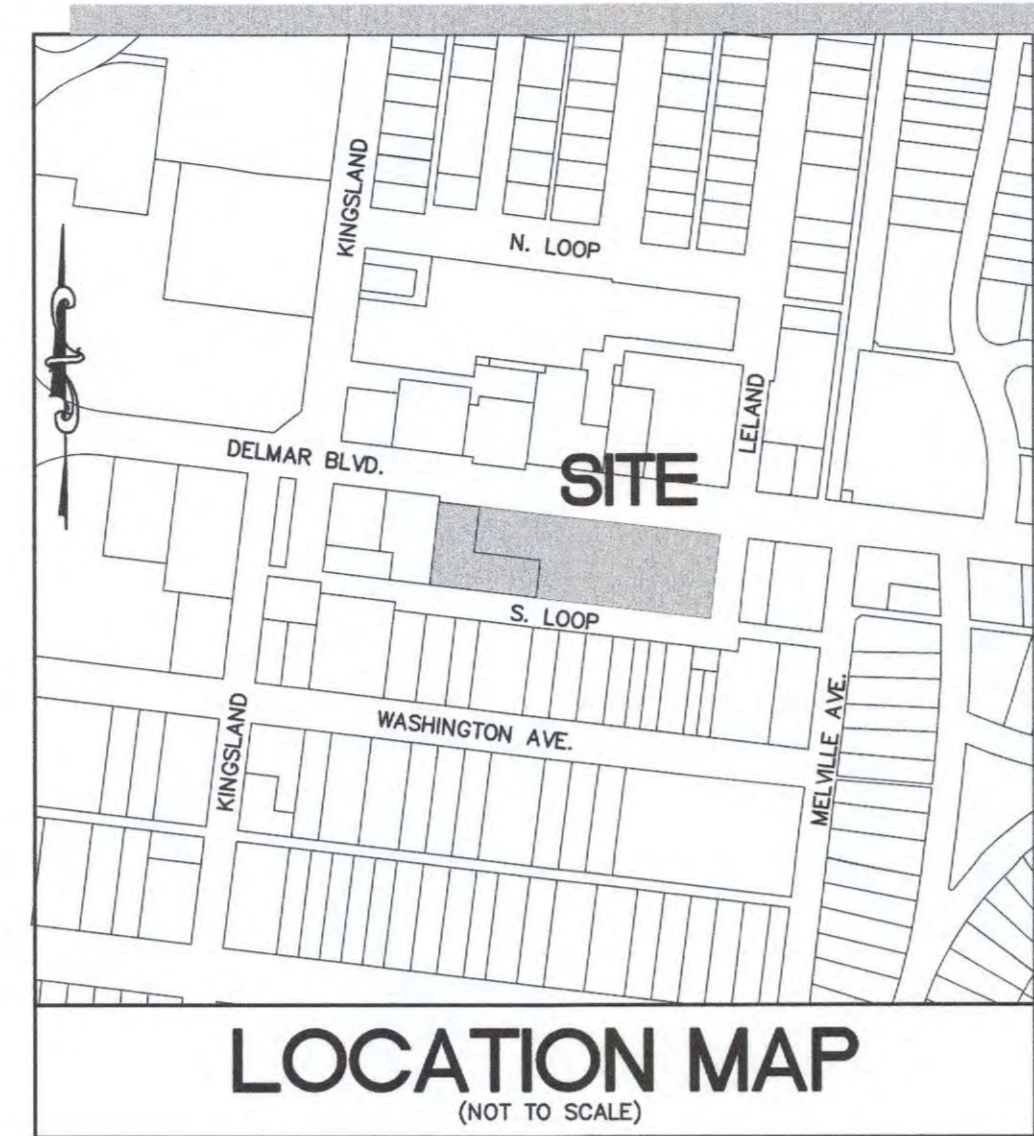 KINGSLAND
N. LOOP
LELAND
DELMAR BLVD.
SITE
S. LOOP
KINGSLAND
WASHINGTON AVE.
MELVILLE AVE.
LOCATION MAP
(NOT TO SCALE)